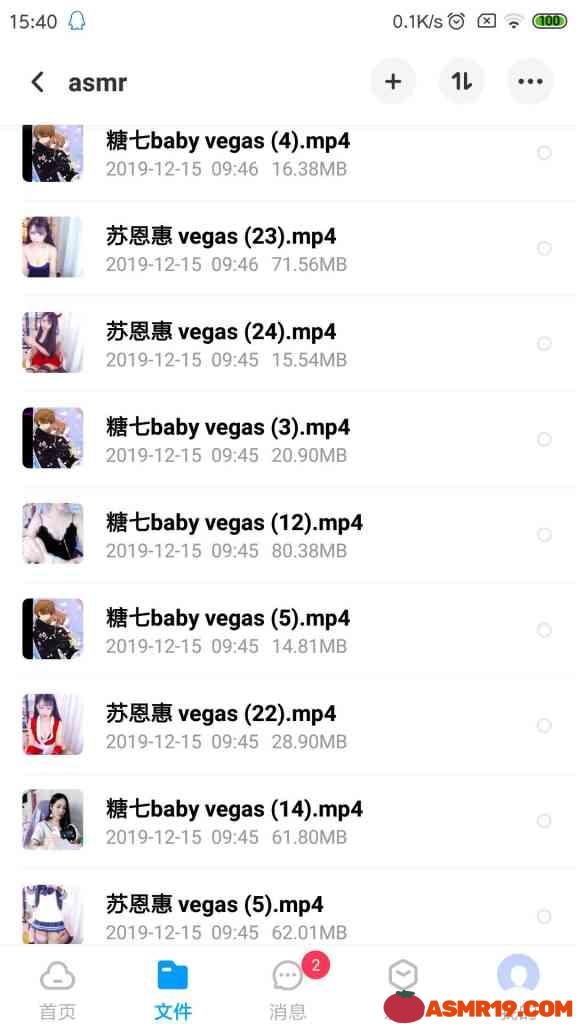 15:40
0.1K/s
100
asmr
糖七baby vegas (4).mp4
2019-12-15 09:46 16.38MB
苏恩惠 vegas (23).mp4
2019-12-15 09:46 71.56MB
苏恩惠 vegas (24).mp4
2019-12-15 09:45 15.54MB
糖七baby vegas (3).mp4
2019-12-15 09:45 20.90MB
糖七baby vegas (12).mp4
2019-12-15 09:45 80.38MB
糖七baby vegas (5).mp4
2019-12-15 09:45 14.81MB
苏恩惠 vegas (22).mp4
2019-12-15 09:45 28.90MB
糖七baby vegas (14).mp4
2019-12-15 09:45 61.80MB
苏恩惠 vegas (5).mp4
2019-12-15 09:45 62.01MB
2
首页 文件 消息
ASMR19.COM